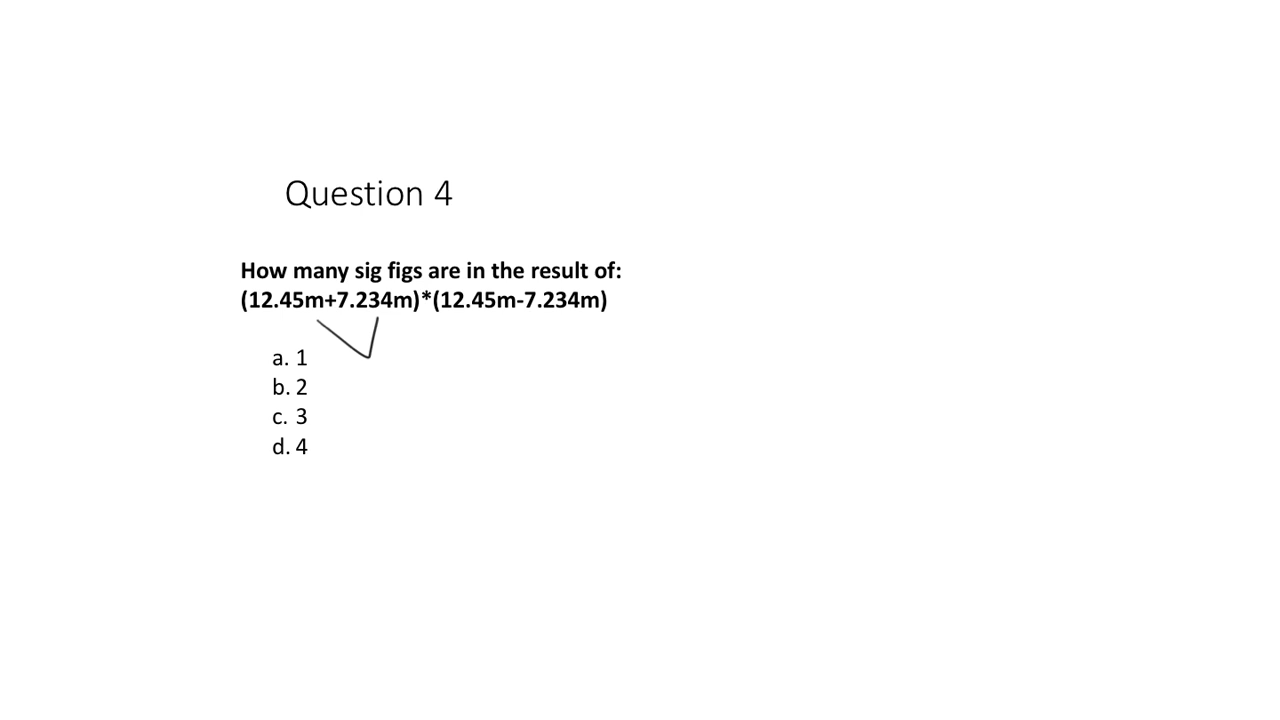 Question 4
How many sig figs are in the result of:
(12.45m+7.234m)*(12.45m-7.234m)
a. 1
b. 2
c. 3
d. 4